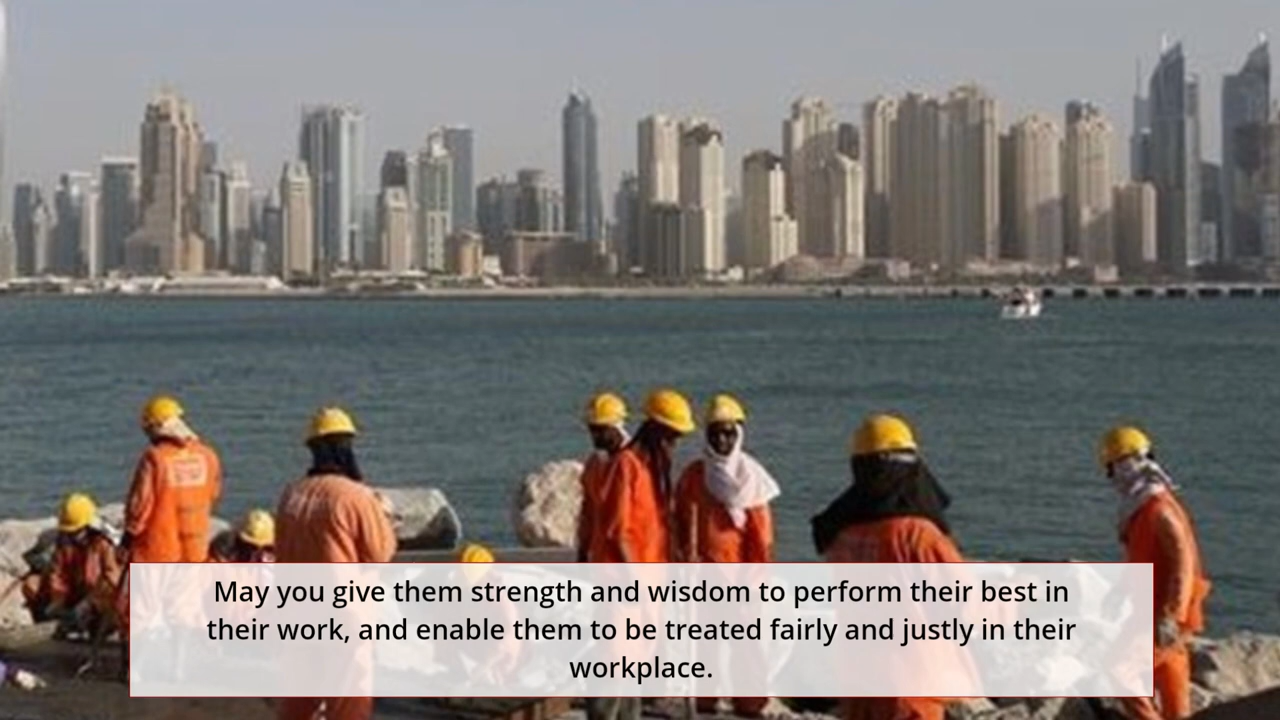 May you give them strength and wisdom to perform their best in
their work, and enable them to be treated fairly and justly in their
workplace.